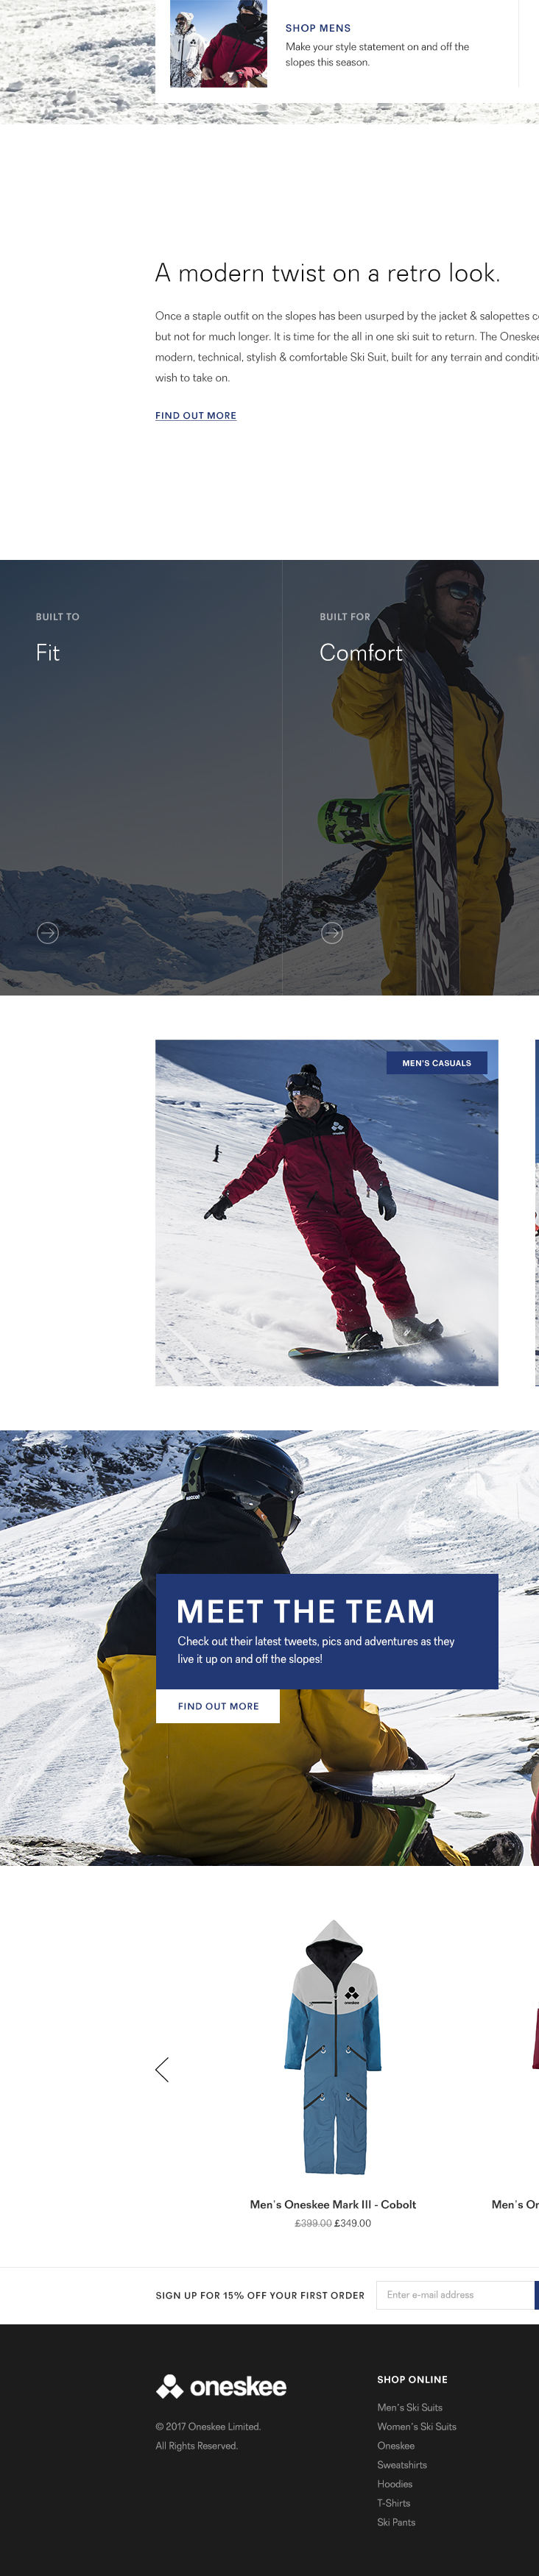 SHOP MENS
Make your style statement on and off the
slopes this season.
A modern twist on a retro look.
Once a staple outfit on the slopes has been usurped by the jacket & salopettes
but not for much longer. It is time for the all in one ski suit to return. The Oneskee
modern, technical, stylish & comfortable Ski Suit, built for any terrain and
wish to take on.
FIND OUT MORE
BUILT TO
Fit
BUILT FOR
Comfort
MEN'S CASUALS
MEET THE TEAM
Check out their latest tweets, pics and adventures as they
live it up on and off the slopes!
FIND OUT MORE
Men's Oneskee Mark III - Cobolt
£399.00 £349.00
Men's
SIGN UP FOR 15% OFF YOUR FIRST ORDER
Enter e-mail address
oneskee
© 2017 Oneskee Limited.
All Rights Reserved.
SHOP ONLINE
Men's Ski Suits
Women's Ski Suits
Oneskee
Sweatshirts
Hoodies
T-Shirts
Ski Pants